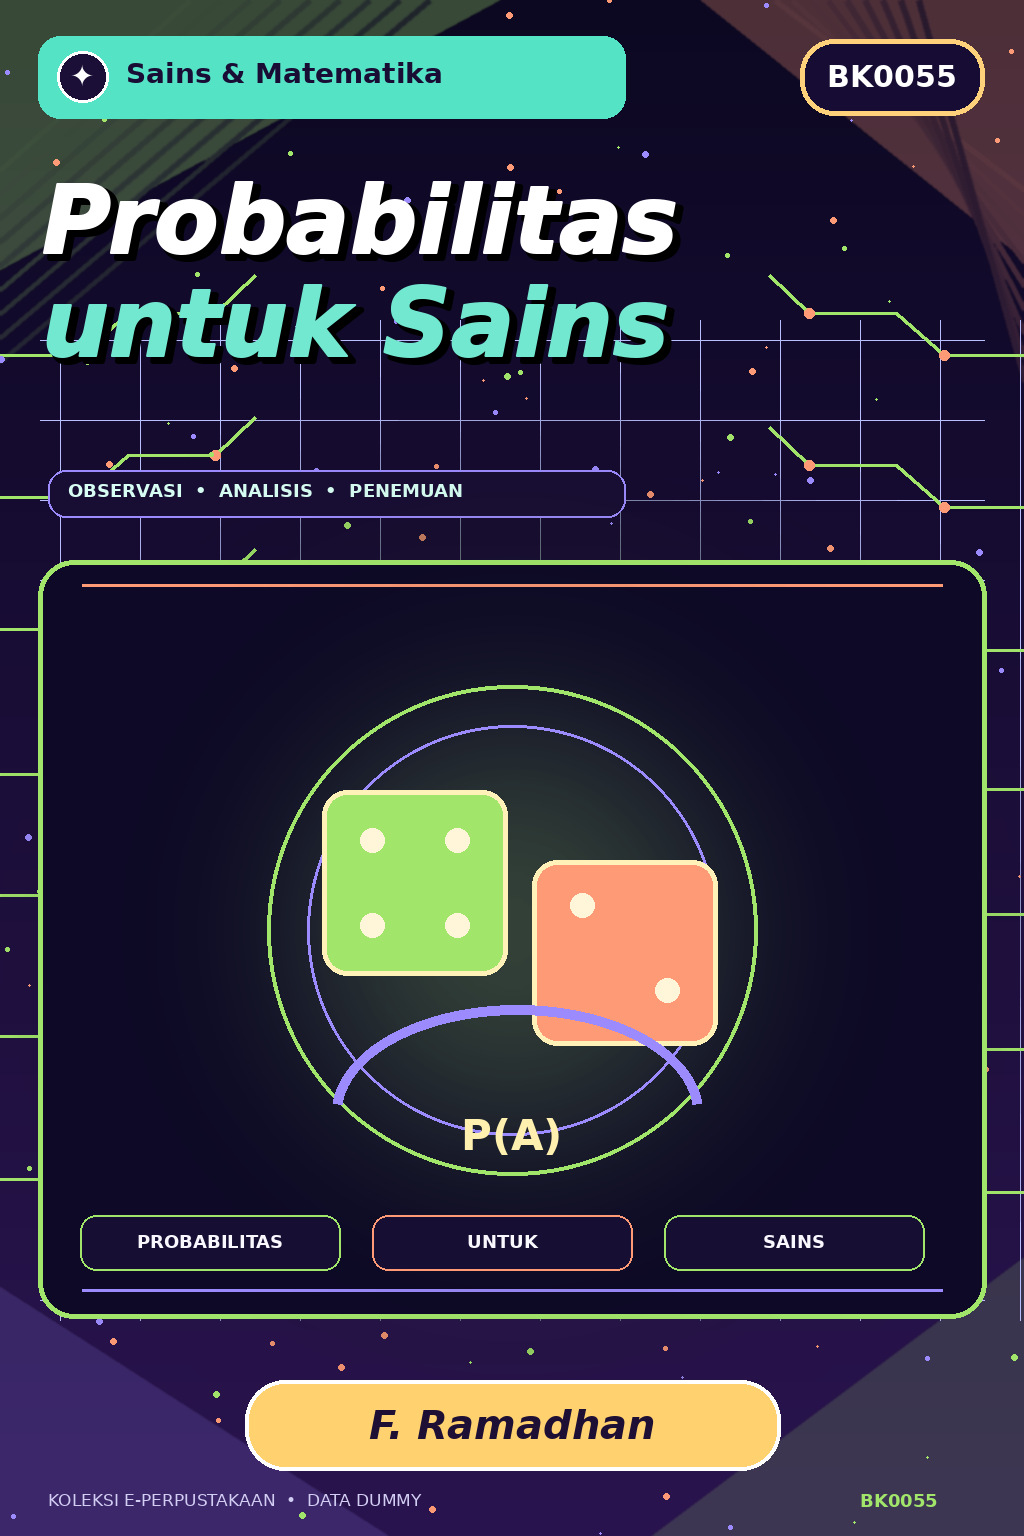 ✦ Sains & Matematika
BK0055
Probabilitas
untuk Sains
OBSERVASI • ANALISIS • PENEMUAN
P(A)
PROBABILITAS
UNTUK
SAINS
F. Ramadhan
KOLEKSI E-PERPUSTAKAAN • DATA DUMMY
BK0055